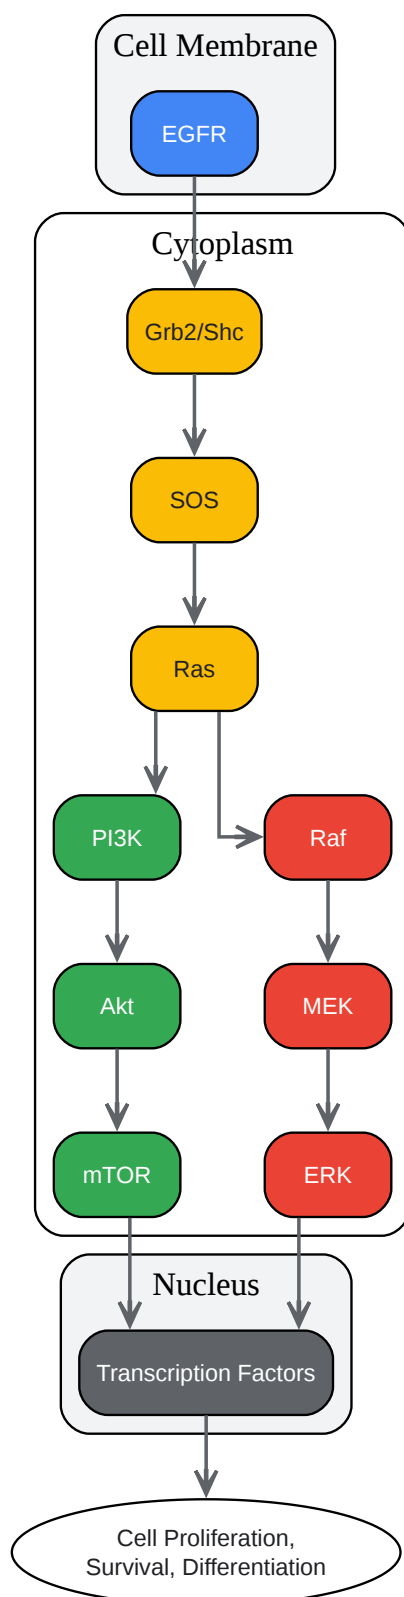 Cell Membrane
EGFR
Cytoplasm
Grb2/Shc
SOS
Ras
PI3K
Raf
Akt
MEK
mTOR
ERK
Nucleus
Transcription Factors
Cell Proliferation,
Survival, Differentiation